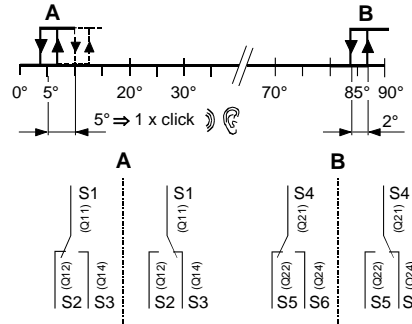 A B
0° 5° 20° 30° 70° 85° 90°
5° ⇒ 1 x click 2°
A B
S1 S1 S4 S4
(Q11) (Q11) (Q21) (Q21)
(Q12) (Q14) (Q12) (Q14) (Q22) (Q24) (Q22) (Q24)
S2 S3 S2 S3 S5 S6 S5